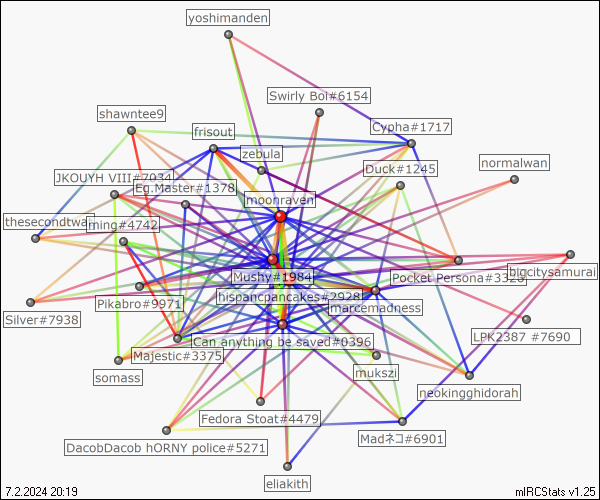 yoshimanden
Swirly Boi#6154
shawntee9
frisout
Cypha#1717
zebula
normalwan
Duck#1245
JKOUYH VIII#7034
Eg.Master#1378
moonraven
thesecondtwan
ming#4742
Mushy#1984
Pocket Persona#3323
bigcitysamurai
hispancpancakes#2928
Pikabro#9971
marcemadness
Silver#7938
LPK2387 #7690
Can anything be saved#0396
Majestic#3375
mukszi
somass
neokingghidorah
Fedora Stoat#4479
Madネコ#6901
DacobDacob hORNY police#5271
eliakith
7.2.2024 20:19
mIRCStats v1.25